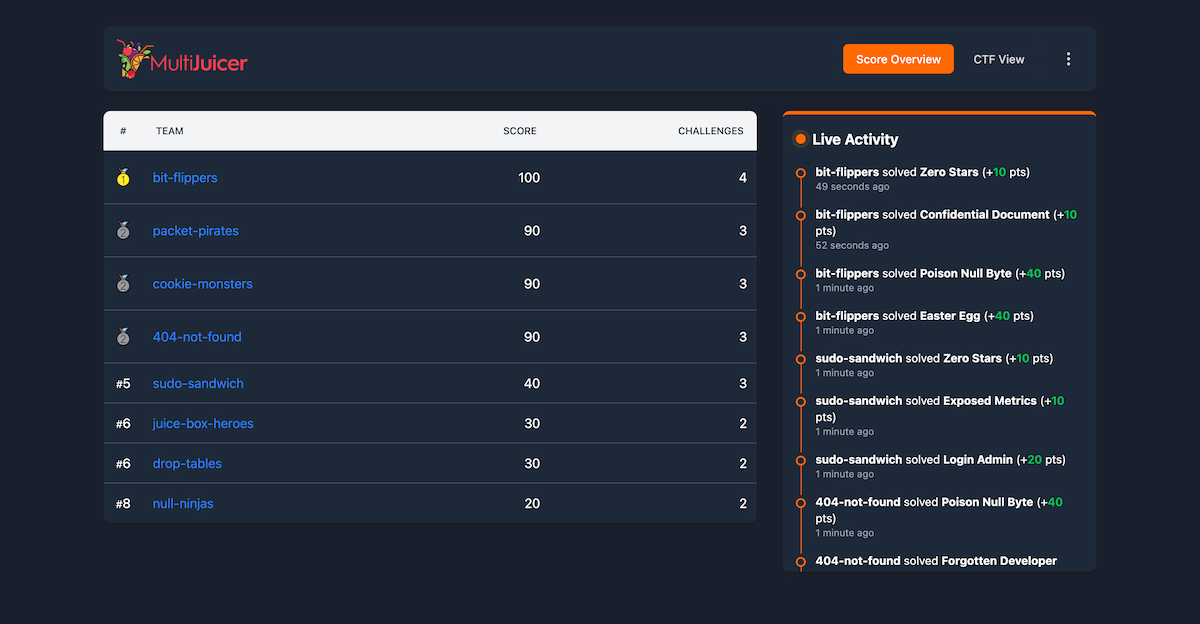 MultiJuicer
Score Overview
CTF View
# TEAM SCORE CHALLENGES
1 bit-flippers 100 4
2 packet-pirates 90 3
2 cookie-monsters 90 3
2 404-not-found 90 3
#5 sudo-sandwich 40 3
#6 juice-box-heroes 30 2
#6 drop-tables 30 2
#8 null-ninjas 20 2
Live Activity
bit-flippers solved Zero Stars (+10 pts)
49 seconds ago
bit-flippers solved Confidential Document (+10
pts)
52 seconds ago
bit-flippers solved Poison Null Byte (+40 pts)
1 minute ago
bit-flippers solved Easter Egg (+40 pts)
1 minute ago
sudo-sandwich solved Zero Stars (+10 pts)
1 minute ago
sudo-sandwich solved Exposed Metrics (+10
pts)
1 minute ago
sudo-sandwich solved Login Admin (+20 pts)
1 minute ago
404-not-found solved Poison Null Byte (+40
pts)
1 minute ago
404-not-found solved Forgotten Developer